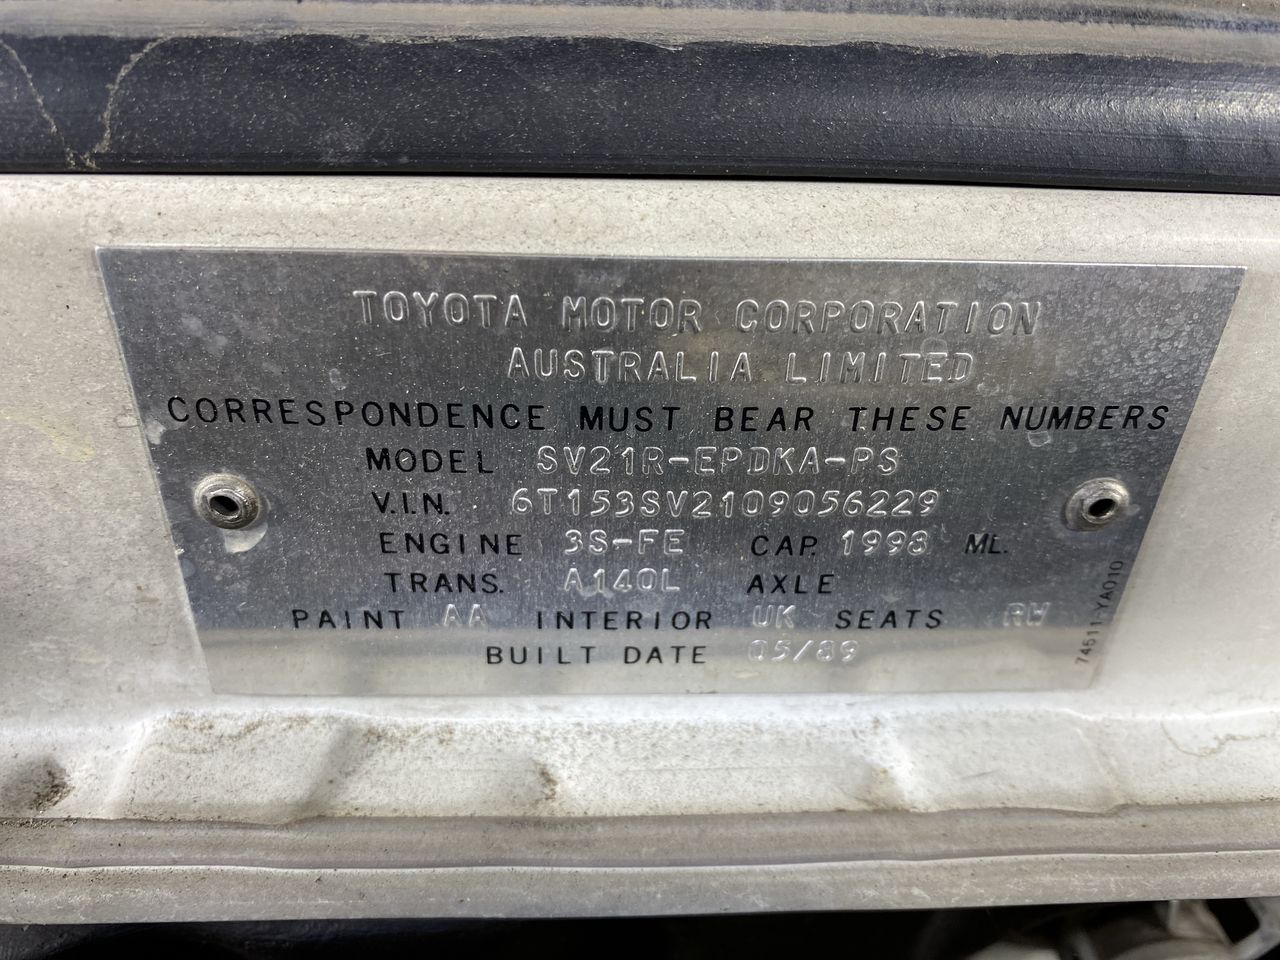 TOYOTA MOTOR CORPORATION
AUSTRALIA LIMITED
CORRESPONDENCE MUST BEAR THESE NUMBERS
MODEL SV21R-EPDKA-PS
V.I.N. 6T153SV2109056229
ENGINE 3S-FE CAP. 1998 ML.
TRANS. A140L AXLE
PAINT AA INTERIOR UK SEATS RW
BUILT DATE 05/89
74511-YA010